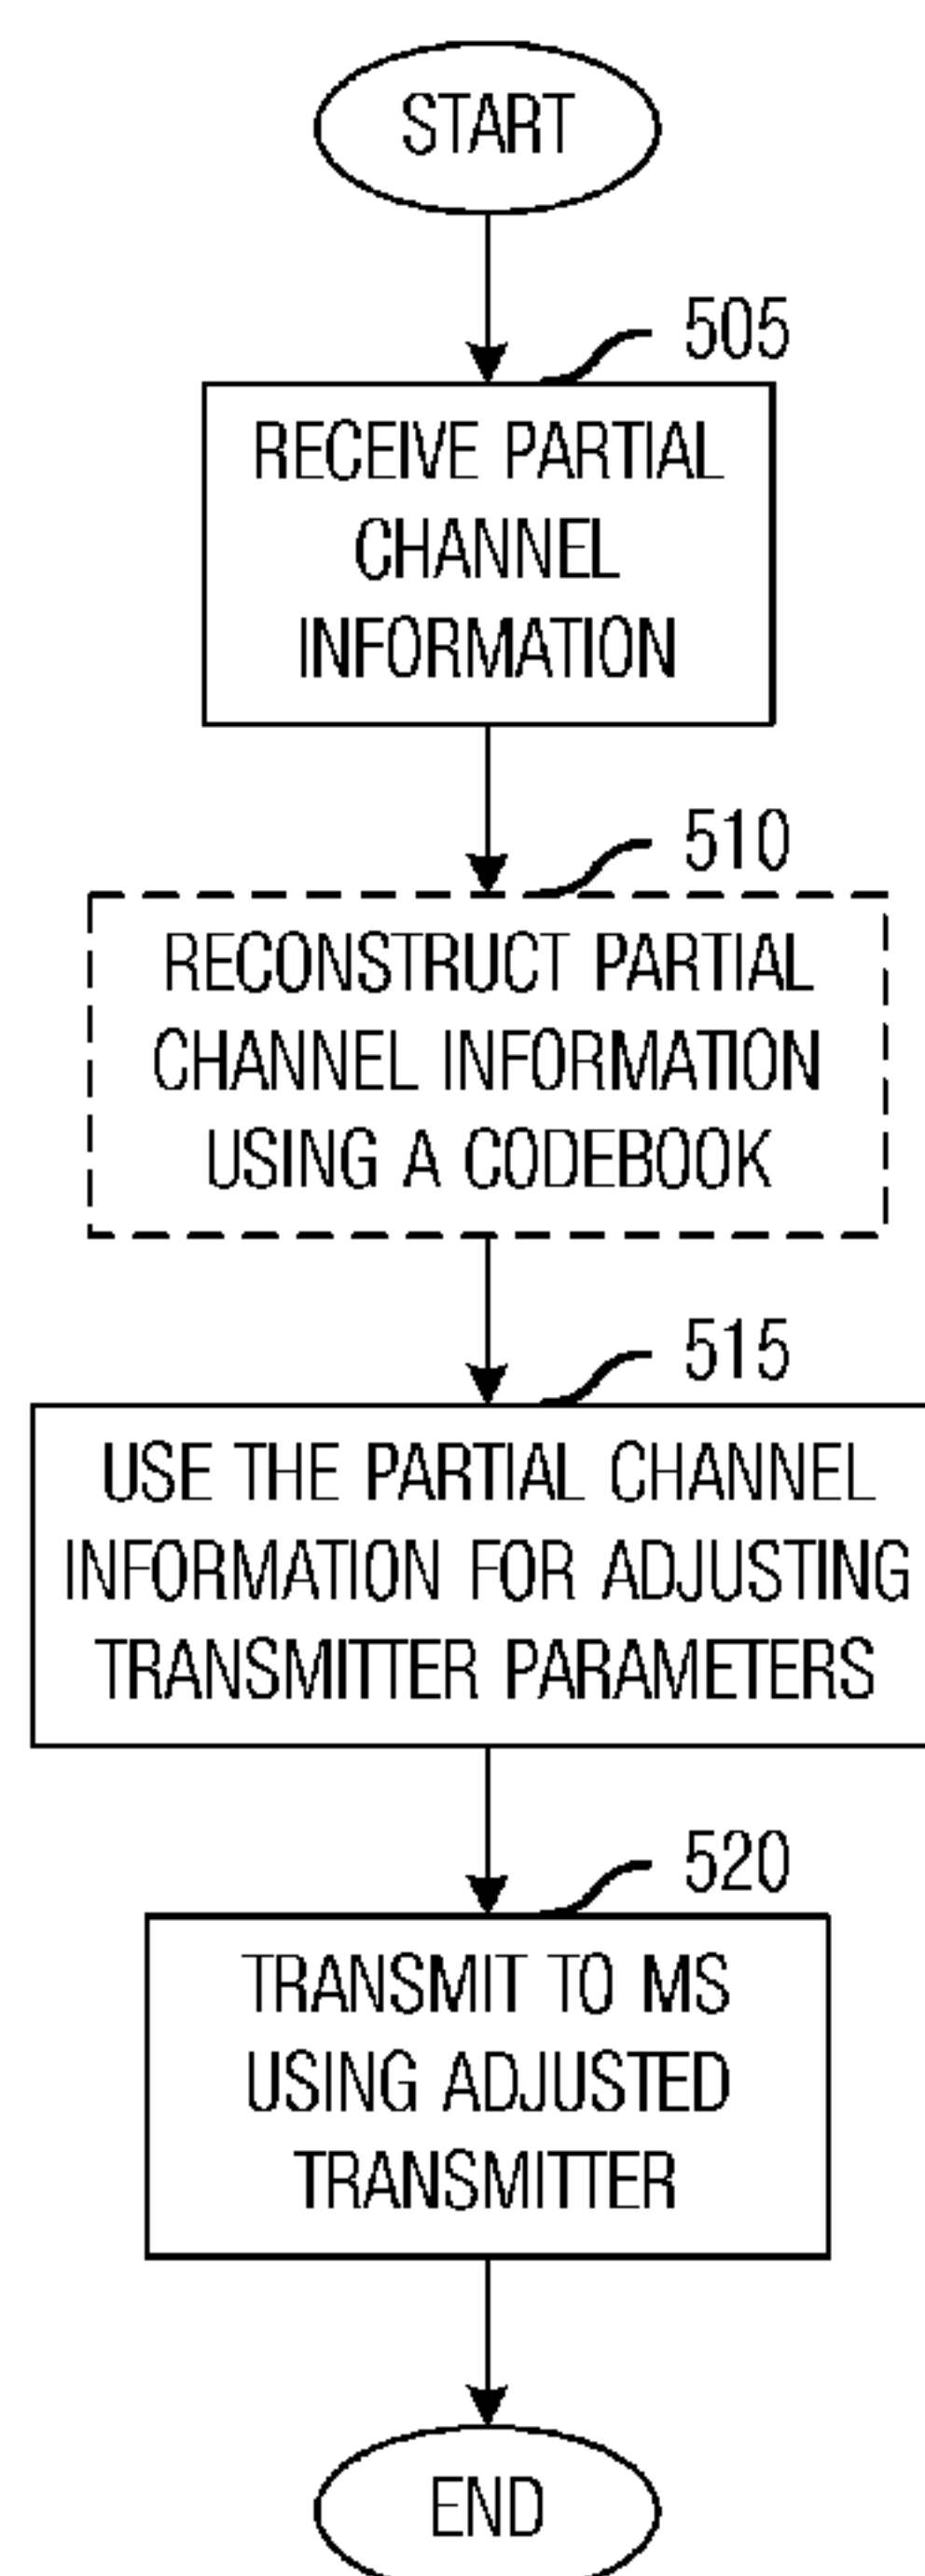 START
505
RECEIVE PARTIAL
CHANNEL
INFORMATION
510
RECONSTRUCT PARTIAL
CHANNEL INFORMATION
USING A CODEBOOK
515
USE THE PARTIAL CHANNEL
INFORMATION FOR ADJUSTING
TRANSMITTER PARAMETERS
520
TRANSMIT TO MS
USING ADJUSTED
TRANSMITTER
END